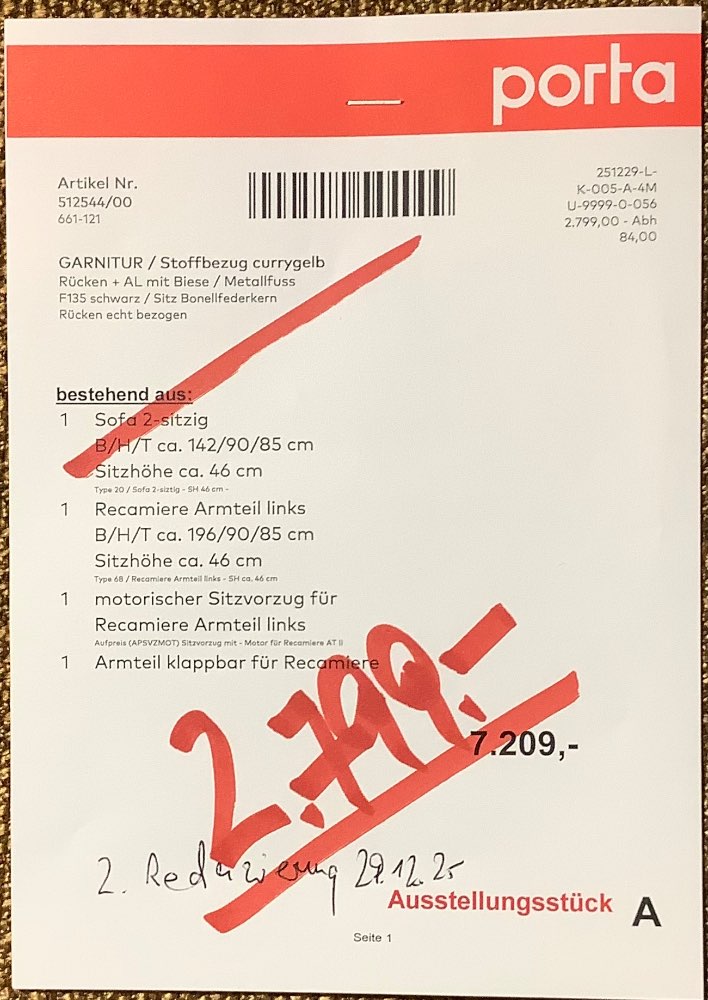 porta
Artikel Nr.
512544/00
661-121
251229-L-
K-005-A-4M
U-9999-0-056
2.799,00 - Abh
84,00
GARNITUR / Stoffbezug currygelb
Rücken + AL mit Biese / Metallfuss
F135 schwarz / Sitz Bonellfederkern
Rücken echt bezogen
bestehend aus:
1 Sofa 2-sitzig
B/H/T ca. 142/90/85 cm
Sitzhöhe ca. 46 cm
Type 20 / Sofa 2-siztig - SH 46 cm -
1 Recamiere Armteil links
B/H/T ca. 196/90/85 cm
Sitzhöhe ca. 46 cm
Type 68 / Recamiere Armteil links - SH ca. 46 cm
1 motorischer Sitzvorzug für
Recamiere Armteil links
Aufpreis (APSVZMOT) Sitzvorzug mit - Motor für Recamiere AT li
1 Armteil klappbar für Recamiere
2.799.-
7.209,-
2. Reduzierung 29.12.25
Ausstellungsstück A
Seite 1